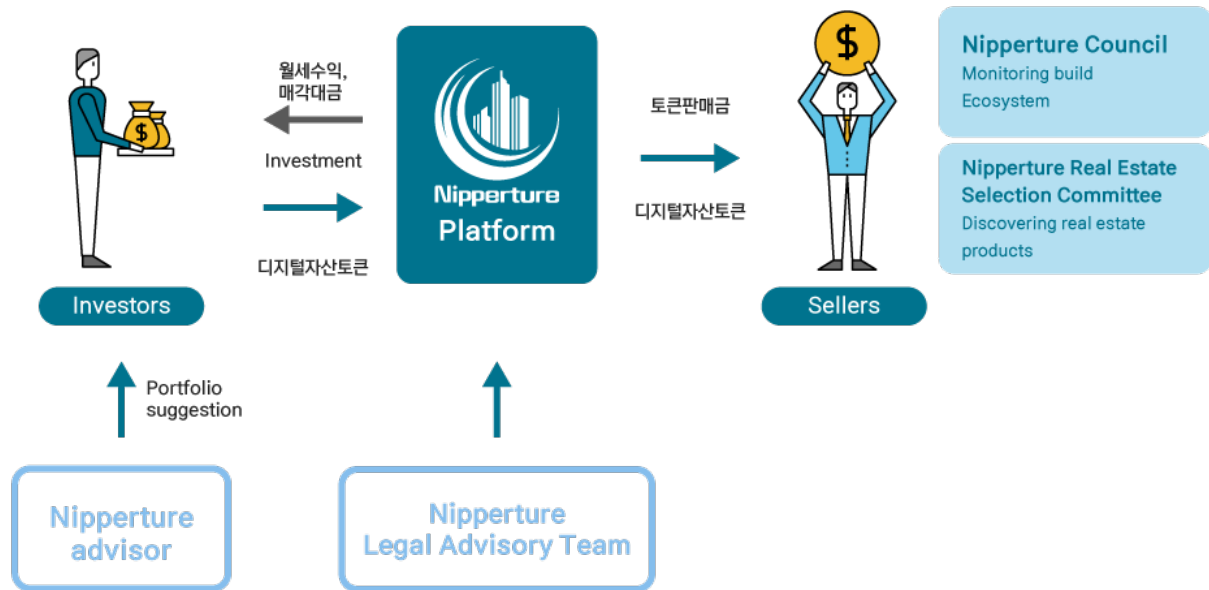 월세수익,
매각대금
Investment
디지털자산토큰
Investors
$
Nipperture
Platform
토큰판매금
디지털자산토큰
$
Sellers
Nipperture Council
Monitoring build
Ecosystem
Nipperture Real Estate
Selection Committee
Discovering real estate
products
Portfolio
suggestion
Nipperture
advisor
Nipperture
Legal Advisory Team